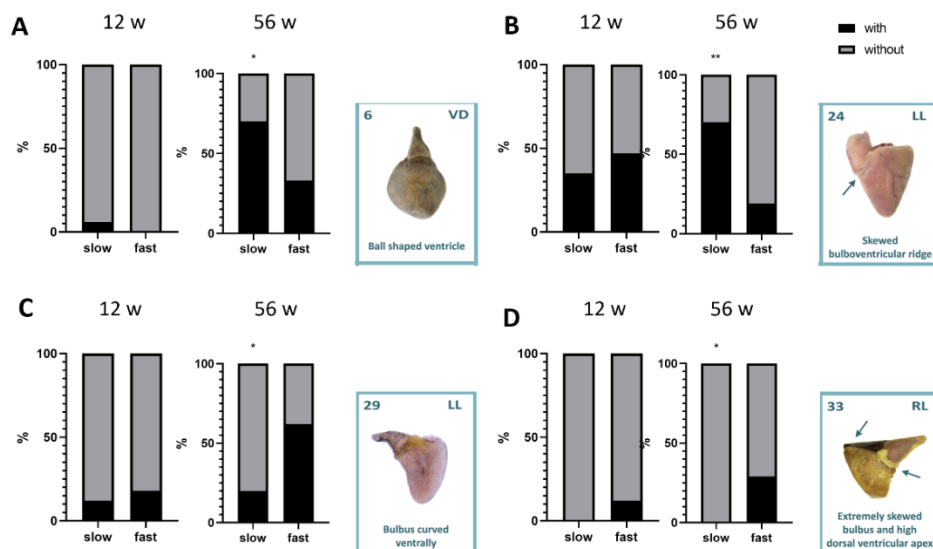 A
12 w
56 w
*
100
50
0
%
slow
fast
100
50
0
%
slow
fast
6
VD
Ball shaped ventricle
B
12 w
56 w
**
with
without
100
50
0
%
slow
fast
100
50
0
%
slow
fast
24
LL
Skewed
bulboventricular ridge
C
12 w
56 w
*
100
50
0
%
slow
fast
100
50
0
%
slow
fast
29
LL
Bulbus curved
ventrally
D
12 w
56 w
*
100
50
0
%
slow
fast
100
50
0
%
slow
fast
33
RL
Extremely skewed
bulbus and high
dorsal ventricular apex